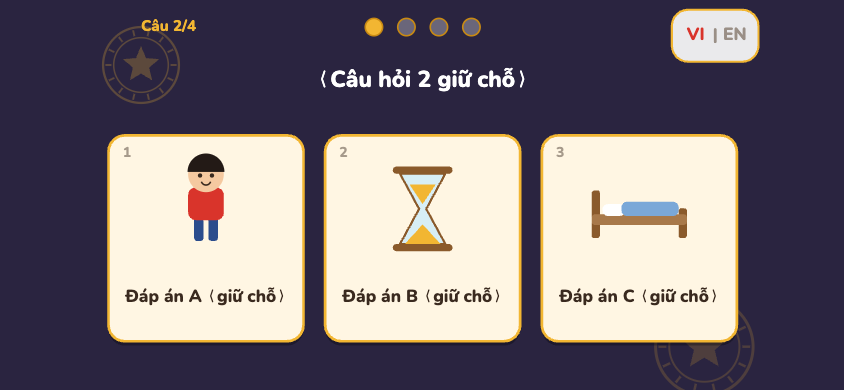 Câu 2/4
VI | EN
⟨Câu hỏi 2 giữ chỗ⟩
1
Đáp án A ⟨giữ chỗ⟩
2
Đáp án B ⟨giữ chỗ⟩
3
Đáp án C ⟨giữ chỗ⟩